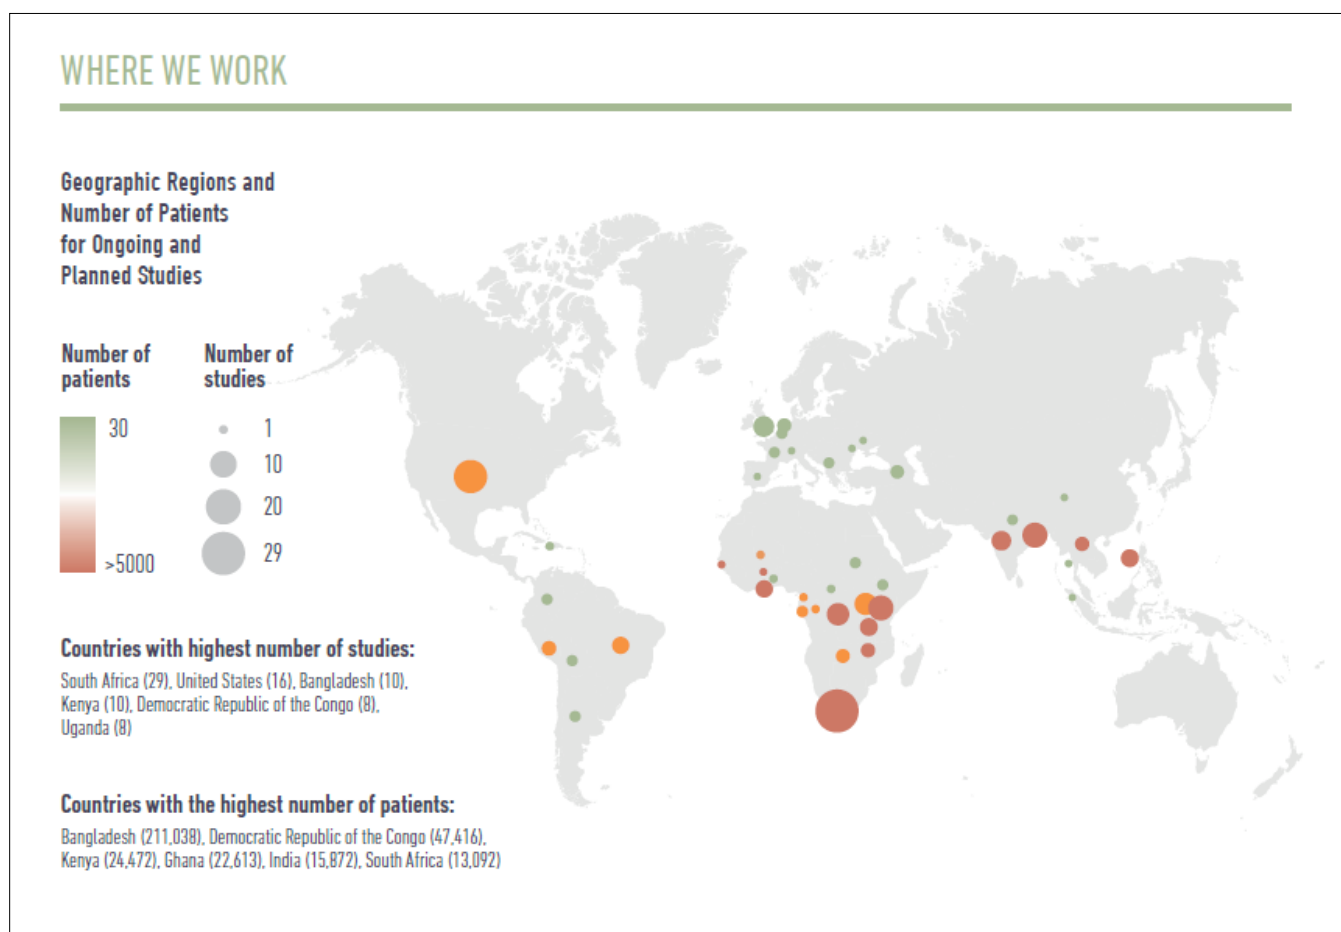 WHERE WE WORK
Geographic Regions and
Number of Patients
for Ongoing and
Planned Studies
Number of
patients
30
>5000
Number of
studies
1
10
20
29
Countries with highest number of studies:
South Africa (29), United States (16), Bangladesh (10),
Kenya (10), Democratic Republic of the Congo (8),
Uganda (8)
Countries with the highest number of patients:
Bangladesh (211,038), Democratic Republic of the Congo (47,416),
Kenya (24,472), Ghana (22,613), India (15,872), South Africa (13,092)